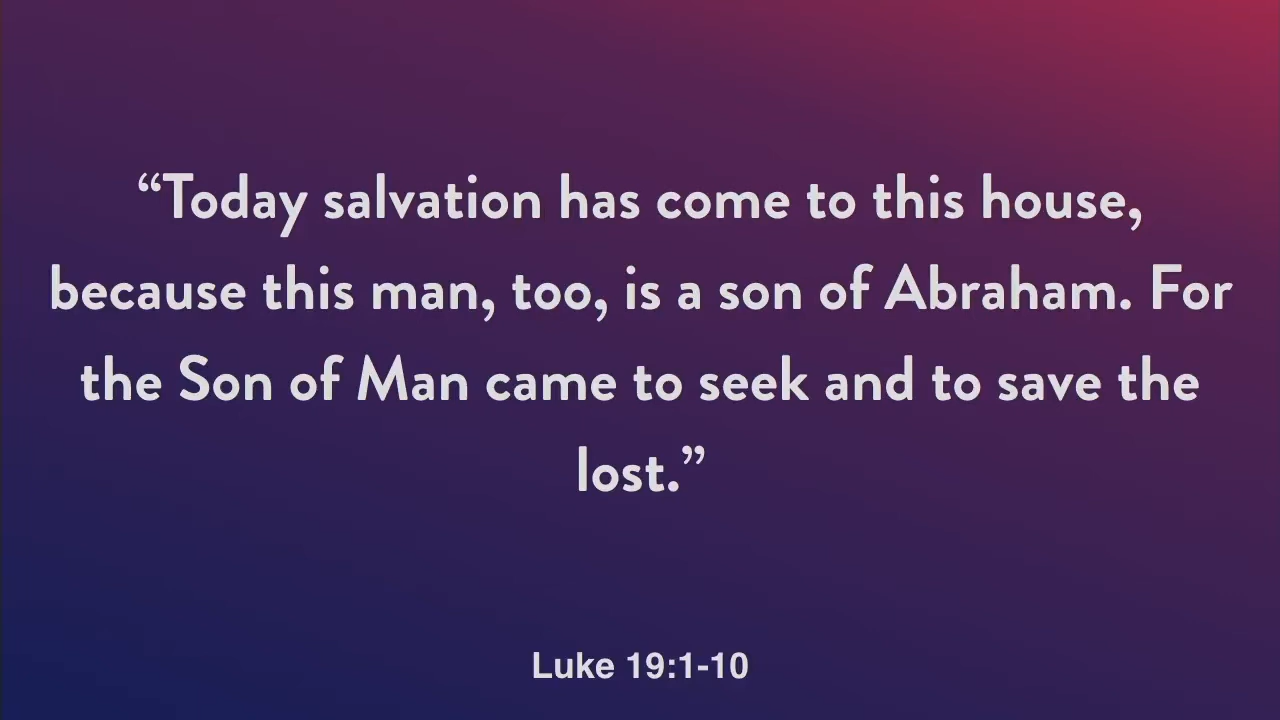 “Today salvation has come to this house,
because this man, too, is a son of Abraham. For
the Son of Man came to seek and to save the
lost.”
Luke 19:1-10